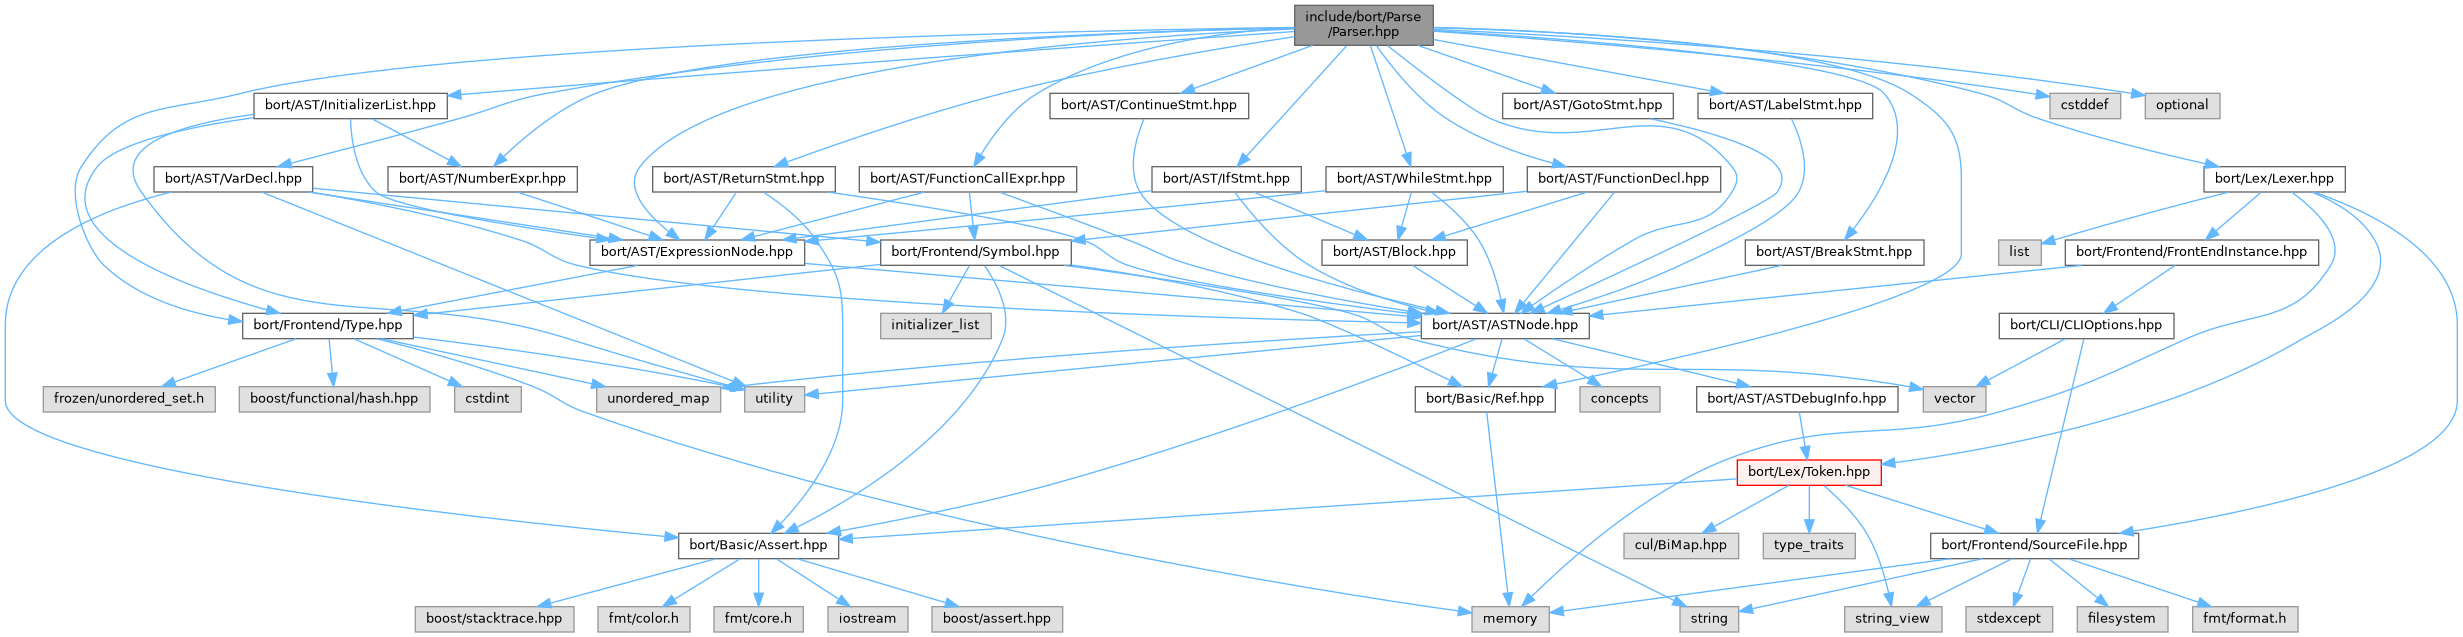 include/bort/Parse
/Parser.hpp
bort/AST/InitializerList.hpp
bort/AST/ContinueStmt.hpp
bort/AST/GotoStmt.hpp
bort/AST/LabelStmt.hpp
cstddef
optional
bort/AST/VarDecl.hpp
bort/AST/NumberExpr.hpp
bort/AST/ReturnStmt.hpp
bort/AST/FunctionCallExpr.hpp
bort/AST/IfStmt.hpp
bort/AST/WhileStmt.hpp
bort/AST/FunctionDecl.hpp
bort/Lex/Lexer.hpp
bort/AST/ExpressionNode.hpp
bort/Frontend/Symbol.hpp
bort/AST/Block.hpp
bort/AST/BreakStmt.hpp
list
bort/Frontend/FrontEndInstance.hpp
bort/Frontend/Type.hpp
initializer_list
bort/AST/ASTNode.hpp
bort/CLI/CLIOptions.hpp
frozen/unordered_set.h
boost/functional/hash.hpp
cstdint
unordered_map
utility
bort/Basic/Ref.hpp
concepts
bort/AST/ASTDebugInfo.hpp
vector
bort/Lex/Token.hpp
bort/Basic/Assert.hpp
cul/BiMap.hpp
type_traits
bort/Frontend/SourceFile.hpp
boost/stacktrace.hpp
fmt/color.h
fmt/core.h
iostream
boost/assert.hpp
memory
string
string_view
stdexcept
filesystem
fmt/format.h